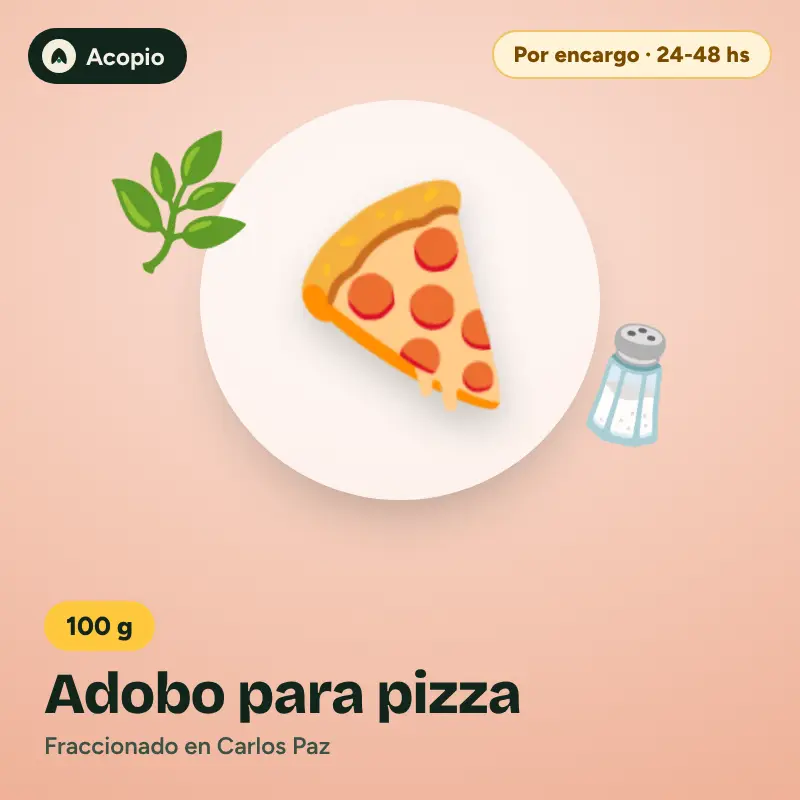 Acopio
Por encargo · 24-48 hs
100 g
Adobo para pizza
Fraccionado en Carlos Paz